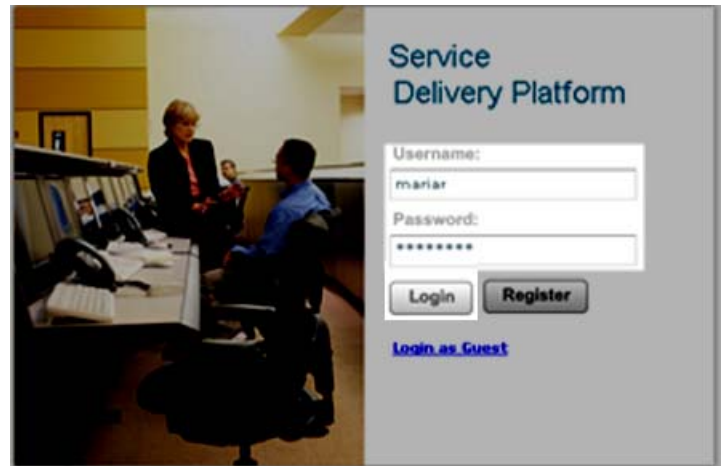 Service
Delivery Platform
Username:
mariar
Password:
********
Login Register
Login as Guest